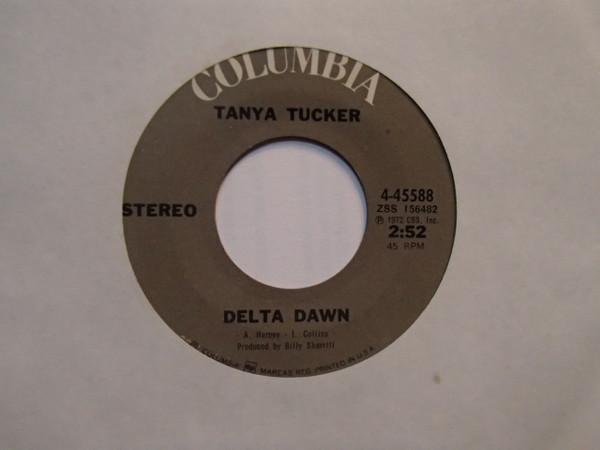 COLUMBIA
TANYA TUCKER
STEREO
4-45588
ZSS 156482
Ⓟ 1972 CBS, Inc.
2:52
45 RPM
DELTA DAWN
- A. Harvey - L. Collins -
Produced by Billy Sherrill
COLUMBIA MARCAS REG. PRINTED IN U.S.A.